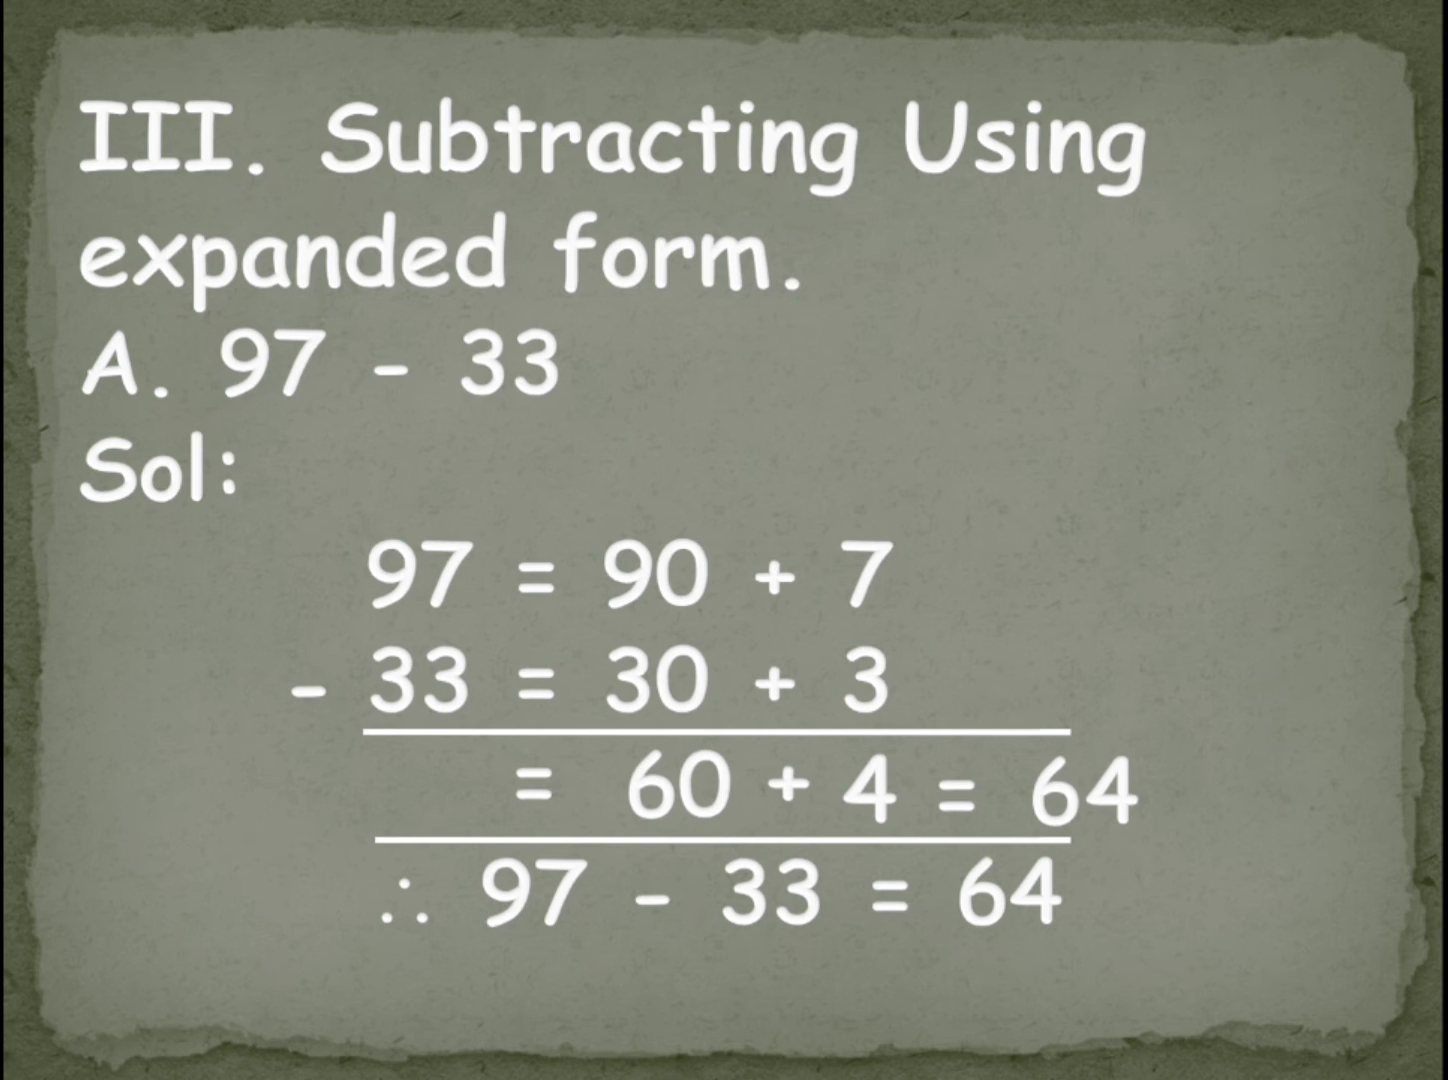 III. Subtracting Using
expanded form.
A. 97 - 33
Sol:
97 = 90 + 7
- 33 = 30 + 3
= 60 + 4 = 64
∴ 97 - 33 = 64